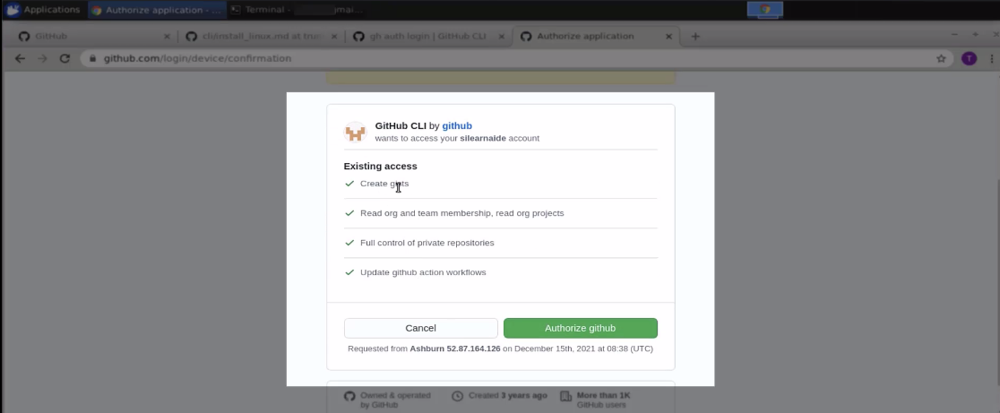 Applications
Authorize application - ...
Terminal -
GitHub
cli/install_linux.md at tru
gh auth login | GitHub CLI
Authorize application
github.com/login/device/confirmation
T
GitHub CLI by github
wants to access your silearnaide account
Existing access
Create gists
Read org and team membership, read org projects
Full control of private repositories
Update github action workflows
Cancel
Authorize github
Requested from Ashburn 52.87.164.126 on December 15th, 2021 at 08:38 (UTC)
Owned & operated
by GitHub
Created 3 years ago
More than 1K
GitHub users